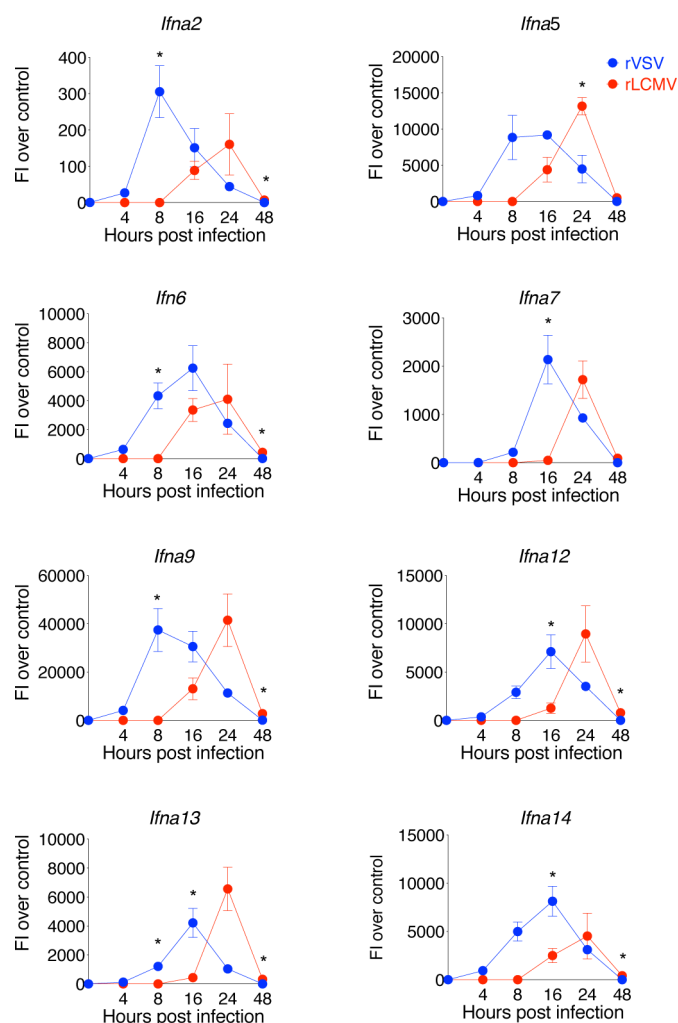 Ifna2
FI over control
400
300
200
100
0
*
*
4 8 16 24 48
Hours post infection
Ifna5
FI over control
20000
15000
10000
5000
0
*
rVSV
rLCMV
4 8 16 24 48
Hours post infection
Ifn6
FI over control
10000
8000
6000
4000
2000
0
*
*
4 8 16 24 48
Hours post infection
Ifna7
FI over control
3000
2000
1000
0
*
4 8 16 24 48
Hours post infection
Ifna9
FI over control
60000
40000
20000
0
*
*
4 8 16 24 48
Hours post infection
Ifna12
FI over control
15000
10000
5000
0
*
*
4 8 16 24 48
Hours post infection
Ifna13
FI over control
10000
8000
6000
4000
2000
0
*
*
*
4 8 16 24 48
Hours post infection
Ifna14
FI over control
15000
10000
5000
0
*
*
4 8 16 24 48
Hours post infection